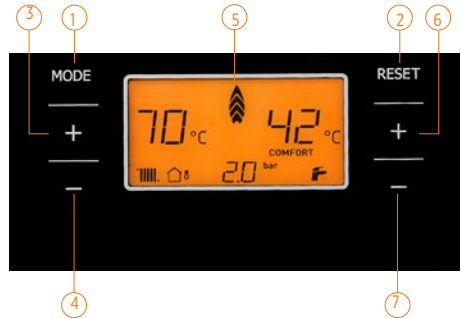 3 1 5 2 6
MODE RESET
70 °C 42 °C
+ +
COMFORT
2.0 bar
- -
4 7